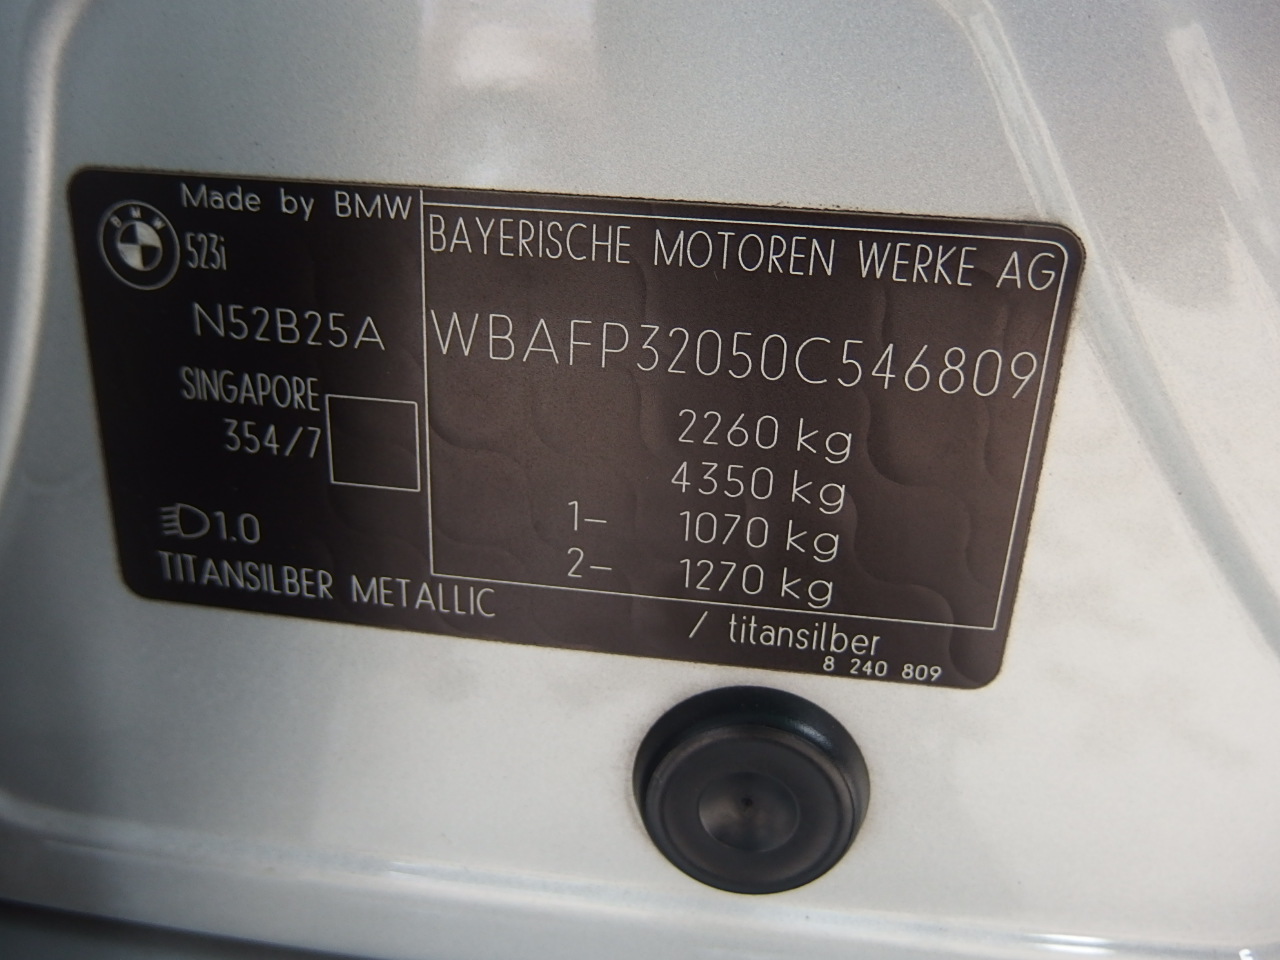 BMW
Made by BMW
523i
N52B25A
SINGAPORE
354/7
1.0
TITANSILBER METALLIC
BAYERISCHE MOTOREN WERKE AG
WBAFP32050C546809
2260 kg
4350 kg
1– 1070 kg
2– 1270 kg
/ titansilber
8 240 809